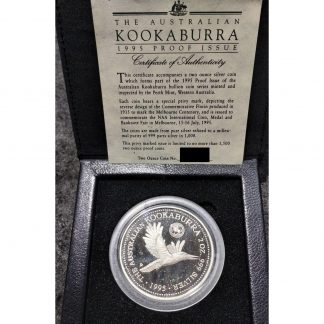 THE AUSTRALIAN
KOOKABURRA
1995 PROOF ISSUE
Certificate of Authenticity
This certificate accompanies a two ounce silver coin
which forms part of the 1995 Proof Issue of the
Australian Kookaburra bullion coin series minted and
inspected by the Perth Mint, Western Australia.
Each coin bears a special privy mark, depicting the
reverse design of the Commemorative Florin produced in
to mark the Melbourne Centenary, and is issued to
commemorate the NAA International Coin, Medal and
Banknote Fair in Melbourne, 13-16 July, 1995.
The coins are made from pure silver refined to a millesimal
purity of 999 parts silver in 1,000.
This privy marked issue is limited to no more than
two ounce proof coins.
Two Ounce Coin No.
THE AUSTRALIAN KOOKABURRA 2 OZ. 999 SILVER
· 1995 ·